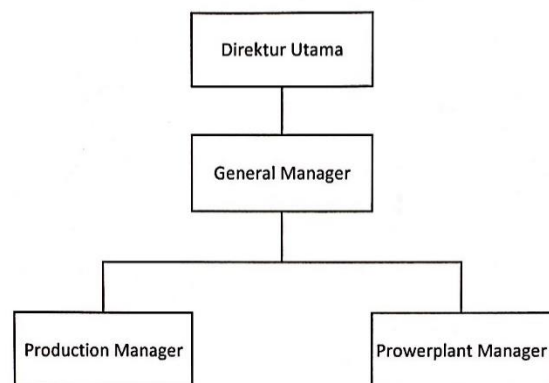 Direktur Utama
General Manager
Production Manager
Prowerplant Manager